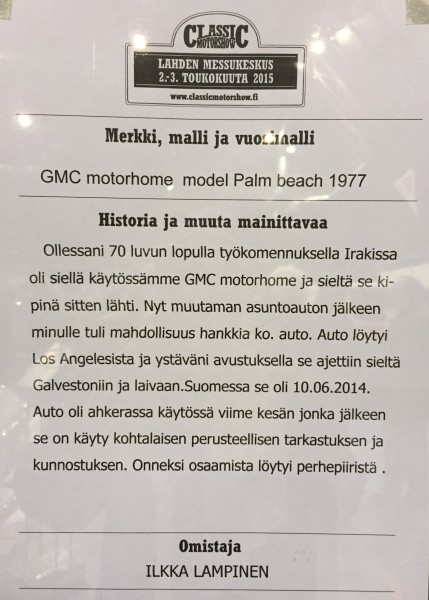 CLASSIC
MOTORSHOW
LAHDEN MESSUKESKUS
2.-3. TOUKOKUUTA 2015
www.classicmotorshow.fi
Merkki, malli ja vuosimalli
GMC motorhome model Palm beach 1977
Historia ja muuta mainittavaa
Ollessani 70 luvun lopulla työkomennuksella Irakissa
oli siellä käytössämme GMC motorhome ja sieltä se ki-
pinä sitten lähti. Nyt muutaman asuntoauton jälkeen
minulle tuli mahdollisuus hankkia ko. auto. Auto löytyi
Los Angelesista ja ystäväni avustuksella se ajettiin sieltä
Galvestoniin ja laivaan.Suomessa se oli 10.06.2014.
Auto oli ahkerassa käytössä viime kesän jonka jälkeen
se on käyty kohtalaisen perusteellisen tarkastuksen ja
kunnostuksen. Onneksi osaamista löytyi perhepiiristä .
Omistaja
ILKKA LAMPINEN